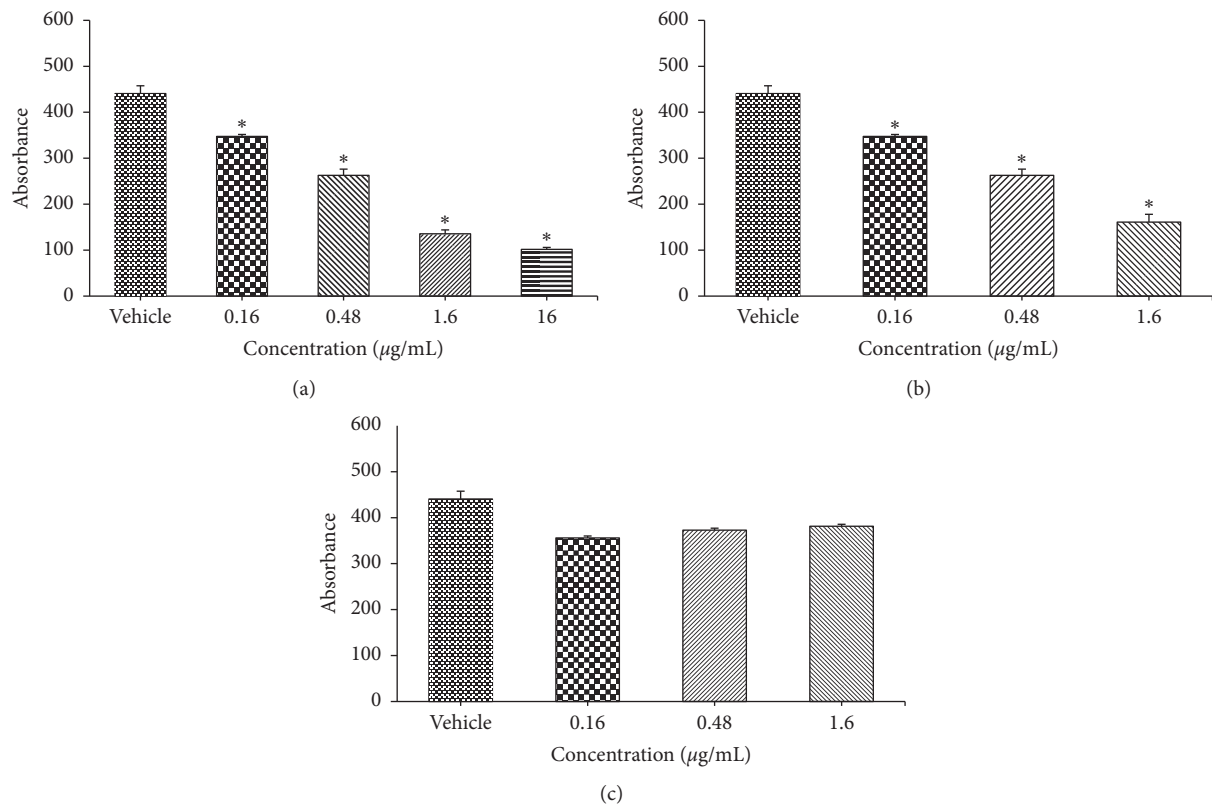 600
500
400
300
200
100
0
Absorbance
*
*
*
*
Vehicle 0.16 0.48 1.6 16
Concentration (µg/mL)
(a)
600
500
400
300
200
100
0
Absorbance
*
*
*
Vehicle 0.16 0.48 1.6
Concentration (µg/mL)
(b)
600
500
400
300
200
100
0
Absorbance
Vehicle 0.16 0.48 1.6
Concentration (µg/mL)
(c)